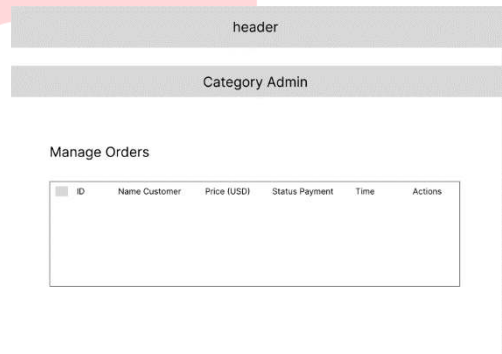 header
Category Admin
Manage Orders
ID Name Customer Price (USD) Status Payment Time Actions